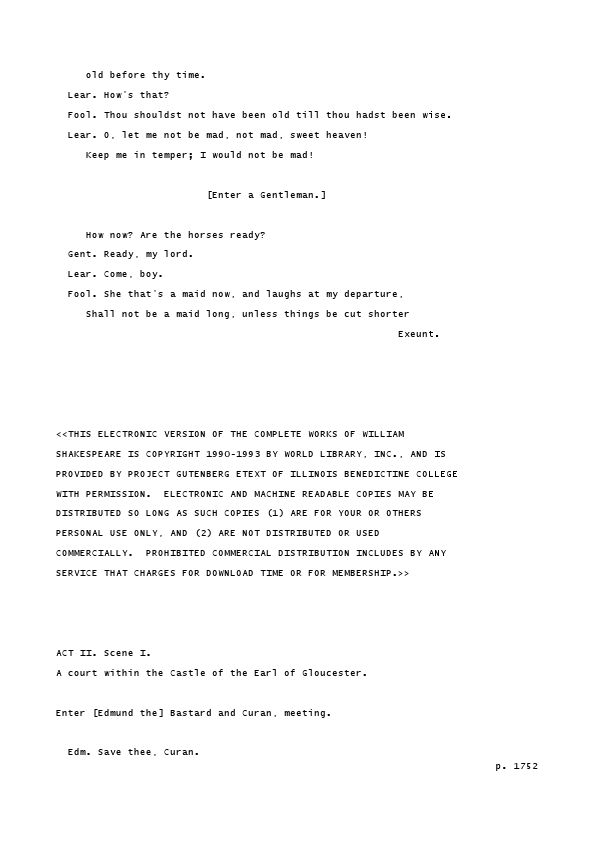 old before thy time.
Lear. How's that?
Fool. Thou shouldst not have been old till thou hadst been wise.
Lear. O, let me not be mad, not mad, sweet heaven!
Keep me in temper; I would not be mad!
[Enter a Gentleman.]
How now? Are the horses ready?
Gent. Ready, my lord.
Lear. Come, boy.
Fool. She that's a maid now, and laughs at my departure,
Shall not be a maid long, unless things be cut shorter
Exeunt.
<<THIS ELECTRONIC VERSION OF THE COMPLETE WORKS OF WILLIAM
SHAKESPEARE IS COPYRIGHT 1990-1993 BY WORLD LIBRARY, INC., AND IS
PROVIDED BY PROJECT GUTENBERG ETEXT OF ILLINOIS BENEDICTINE COLLEGE
WITH PERMISSION.  ELECTRONIC AND MACHINE READABLE COPIES MAY BE
DISTRIBUTED SO LONG AS SUCH COPIES (1) ARE FOR YOUR OR OTHERS
PERSONAL USE ONLY, AND (2) ARE NOT DISTRIBUTED OR USED
COMMERCIALLY.  PROHIBITED COMMERCIAL DISTRIBUTION INCLUDES BY ANY
SERVICE THAT CHARGES FOR DOWNLOAD TIME OR FOR MEMBERSHIP.>>
ACT II. Scene I.
A court within the Castle of the Earl of Gloucester.
Enter [Edmund the] Bastard and Curan, meeting.
Edm. Save thee, Curan.
p. 1752